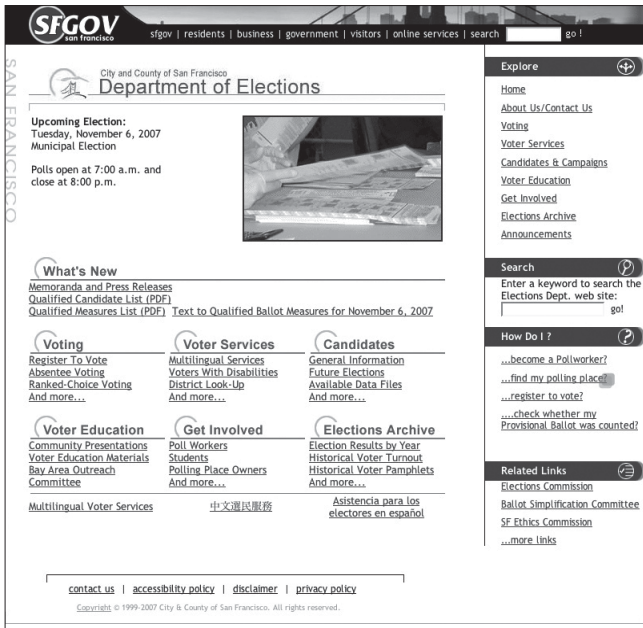 SFGOV
san francisco
sfgov | residents | business | government | visitors | online services | search go !
SAN FRANCISCO
City and County of San Francisco
Department of Elections
Upcoming Election:
Tuesday, November 6, 2007
Municipal Election
Polls open at 7:00 a.m. and
close at 8:00 p.m.
What's New
Memoranda and Press Releases
Qualified Candidate List (PDF)
Qualified Measures List (PDF) Text to Qualified Ballot Measures for November 6, 2007
Voting
Register To Vote
Absentee Voting
Ranked-Choice Voting
And more...
Voter Services
Multilingual Services
Voters With Disabilities
District Look-Up
And more...
Candidates
General Information
Future Elections
Available Data Files
And more...
Voter Education
Community Presentations
Voter Education Materials
Bay Area Outreach
Committee
Get Involved
Poll Workers
Students
Polling Place Owners
And more...
Elections Archive
Election Results by Year
Historical Voter Turnout
Historical Voter Pamphlets
And more...
Multilingual Voter Services
中文選民服務
Asistencia para los
electores en español
Explore
Home
About Us/Contact Us
Voting
Voter Services
Candidates & Campaigns
Voter Education
Get Involved
Elections Archive
Announcements
Search
Enter a keyword to search the
Elections Dept. web site:
go!
How Do I ?
...become a Pollworker?
...find my polling place?
...register to vote?
....check whether my
Provisional Ballot was counted?
Related Links
Elections Commission
Ballot Simplification Committee
SF Ethics Commission
...more links
contact us | accessibility policy | disclaimer | privacy policy
Copyright © 1999-2007 City & County of San Francisco. All rights reserved.